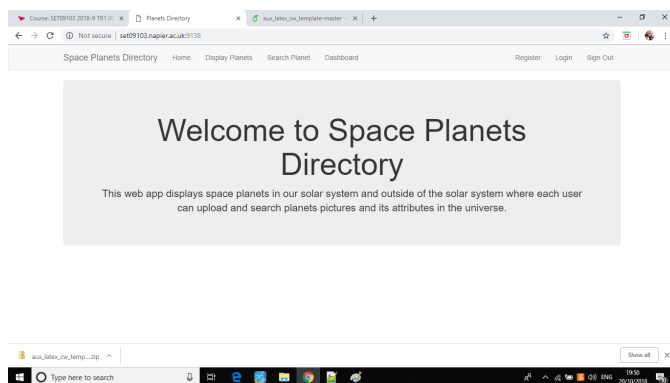 Course: SET09103 2018-9 TR1 00
Planets Directory
aux_latex_cw_template-master -
Not secure | set09103.napier.ac.uk:9138
Space Planets Directory Home Display Planets Search Planet Dashboard Register Login Sign Out
Welcome to Space Planets
Directory
This web app displays space planets in our solar system and outside of the solar system where each user
can upload and search planets pictures and its attributes in the universe.
aux_latex_cw_temp....zip
Show all
Type here to search
ENG
19:50
20/10/2018